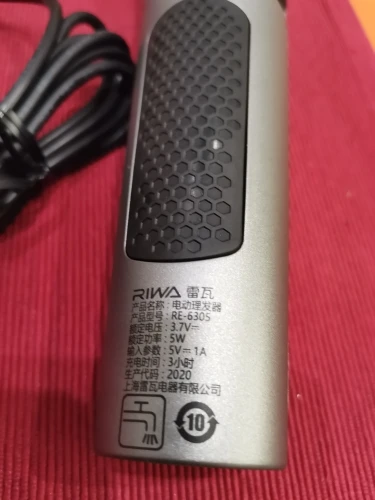 RIWA 雷瓦
产品名称: 电动理发器
产品型号: RE-6305
额定电压: 3.7V⎓
额定功率: 5W
输入参数: 5V⎓1A
充电时间: 3小时
生产代码: 2020
上海雷瓦电器有限公司
10